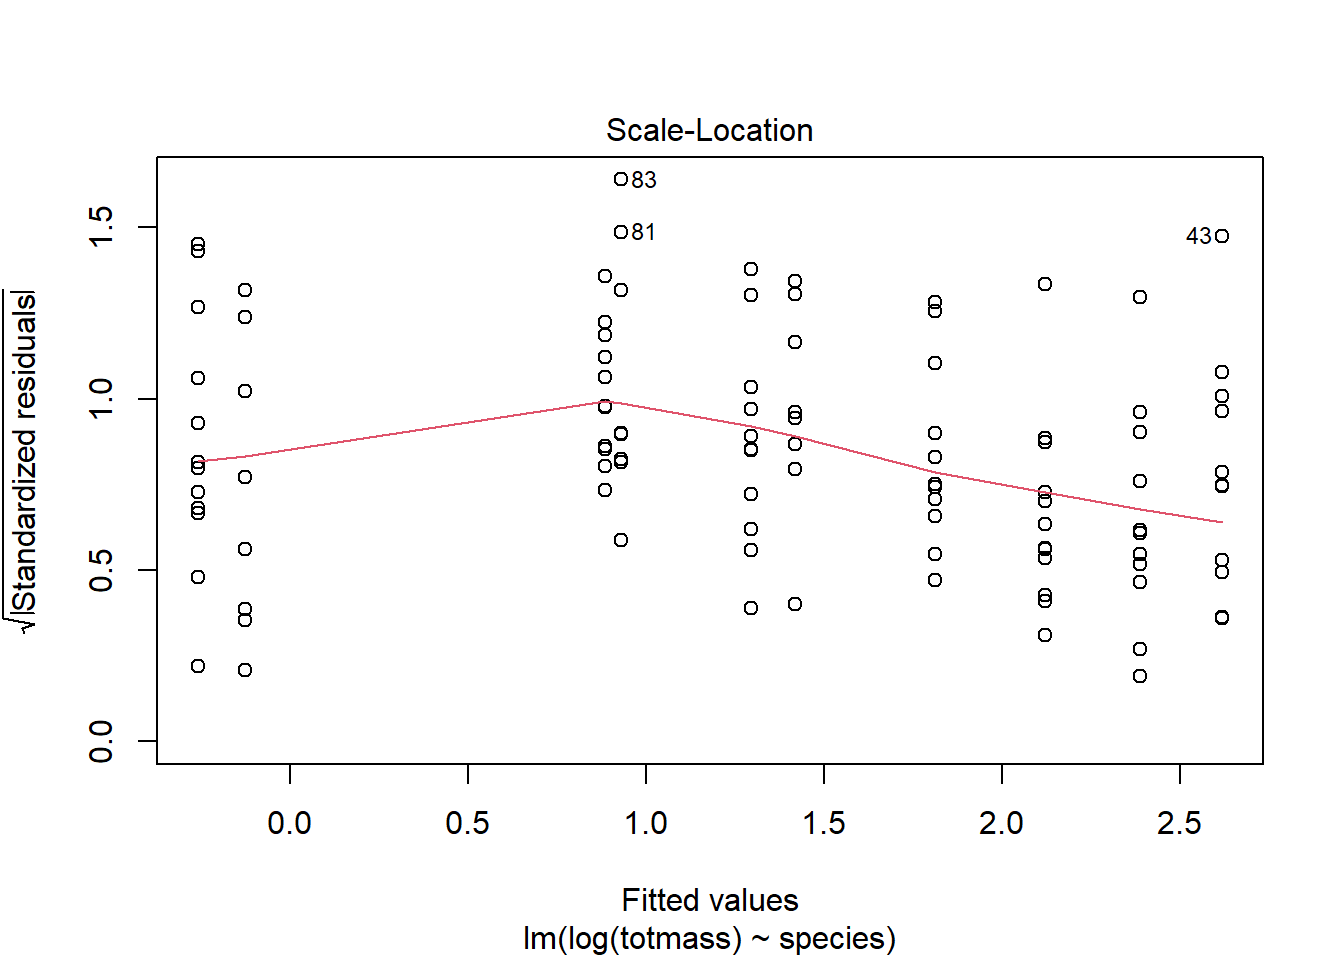 Scale-Location
83
81
43
1.5
1.0
0.5
0.0
√|Standardized residuals|
0.0 0.5 1.0 1.5 2.0 2.5
Fitted values
lm(log(totmass) ~ species)